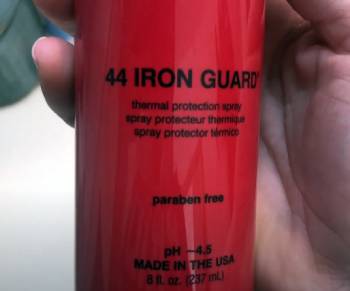 44 IRON GUARD®
thermal protection spray
spray protecteur thermique
spray protector térmico
paraben free
pH ~4.5
MADE IN THE USA
8 fl. oz. (237 mL)